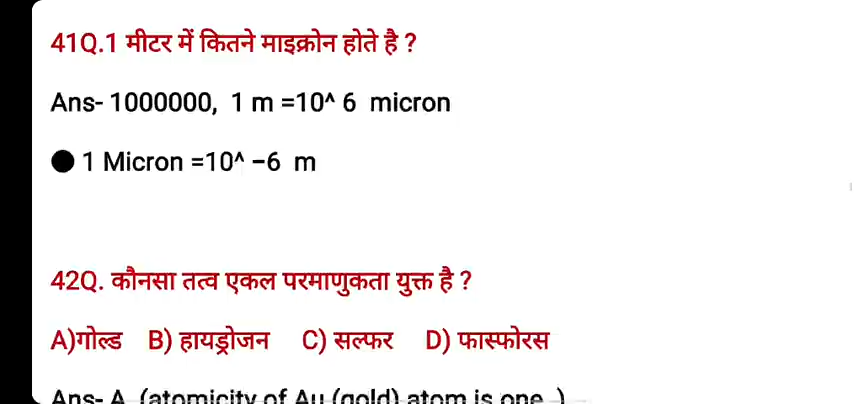 41Q.1 मीटर में कितने माइक्रोन होते है ?
Ans- 1000000, 1 m =10^ 6 micron
● 1 Micron =10^ −6 m
42Q. कौनसा तत्व एकल परमाणुकता युक्त है ?
A)गोल्ड B) हायड्रोजन C) सल्फर D) फास्फोरस
Ans- A (atomicity of Au (gold) atom is one )